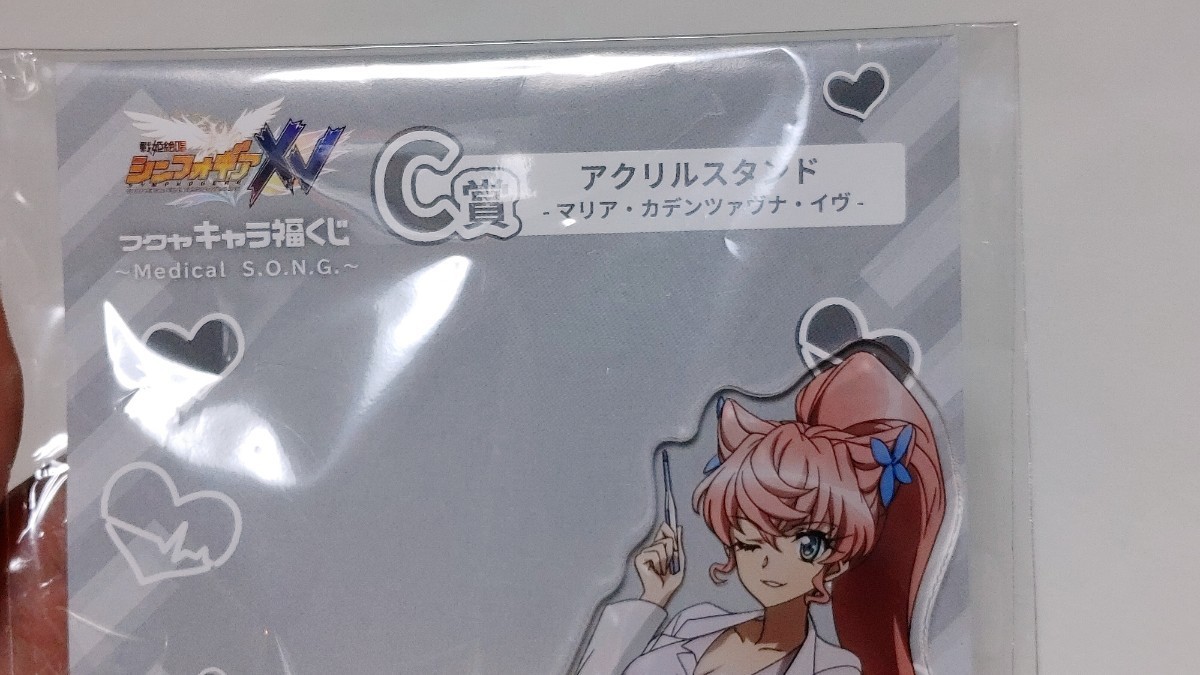 戦姫絶唱
シンフォギアXV
SYMPHOGEAR
フクヤキャラ福くじ
~Medical S.O.N.G.~
C賞
アクリルスタンド
-マリア・カデンツァヴナ・イヴ-